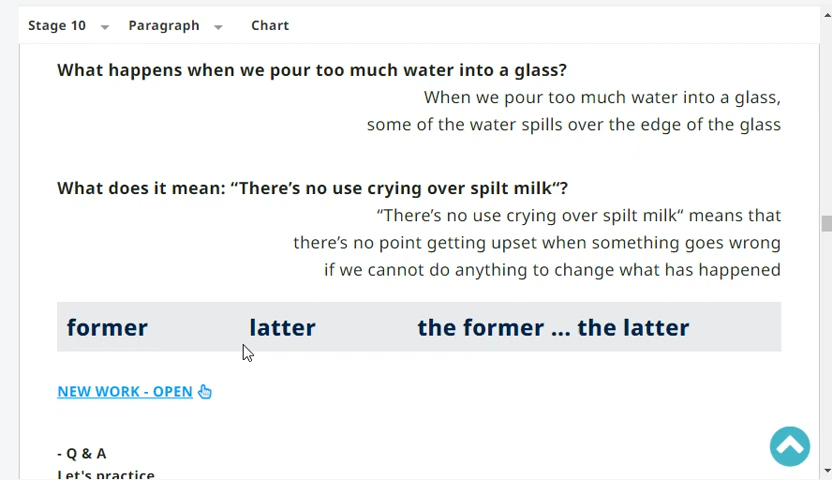 Stage 10 Paragraph Chart
What happens when we pour too much water into a glass?
When we pour too much water into a glass,
some of the water spills over the edge of the glass
What does it mean: “There’s no use crying over spilt milk“?
“There’s no use crying over spilt milk“ means that
there’s no point getting upset when something goes wrong
if we cannot do anything to change what has happened
former latter the former ... the latter
NEW WORK - OPEN
- Q & A
Let's practice